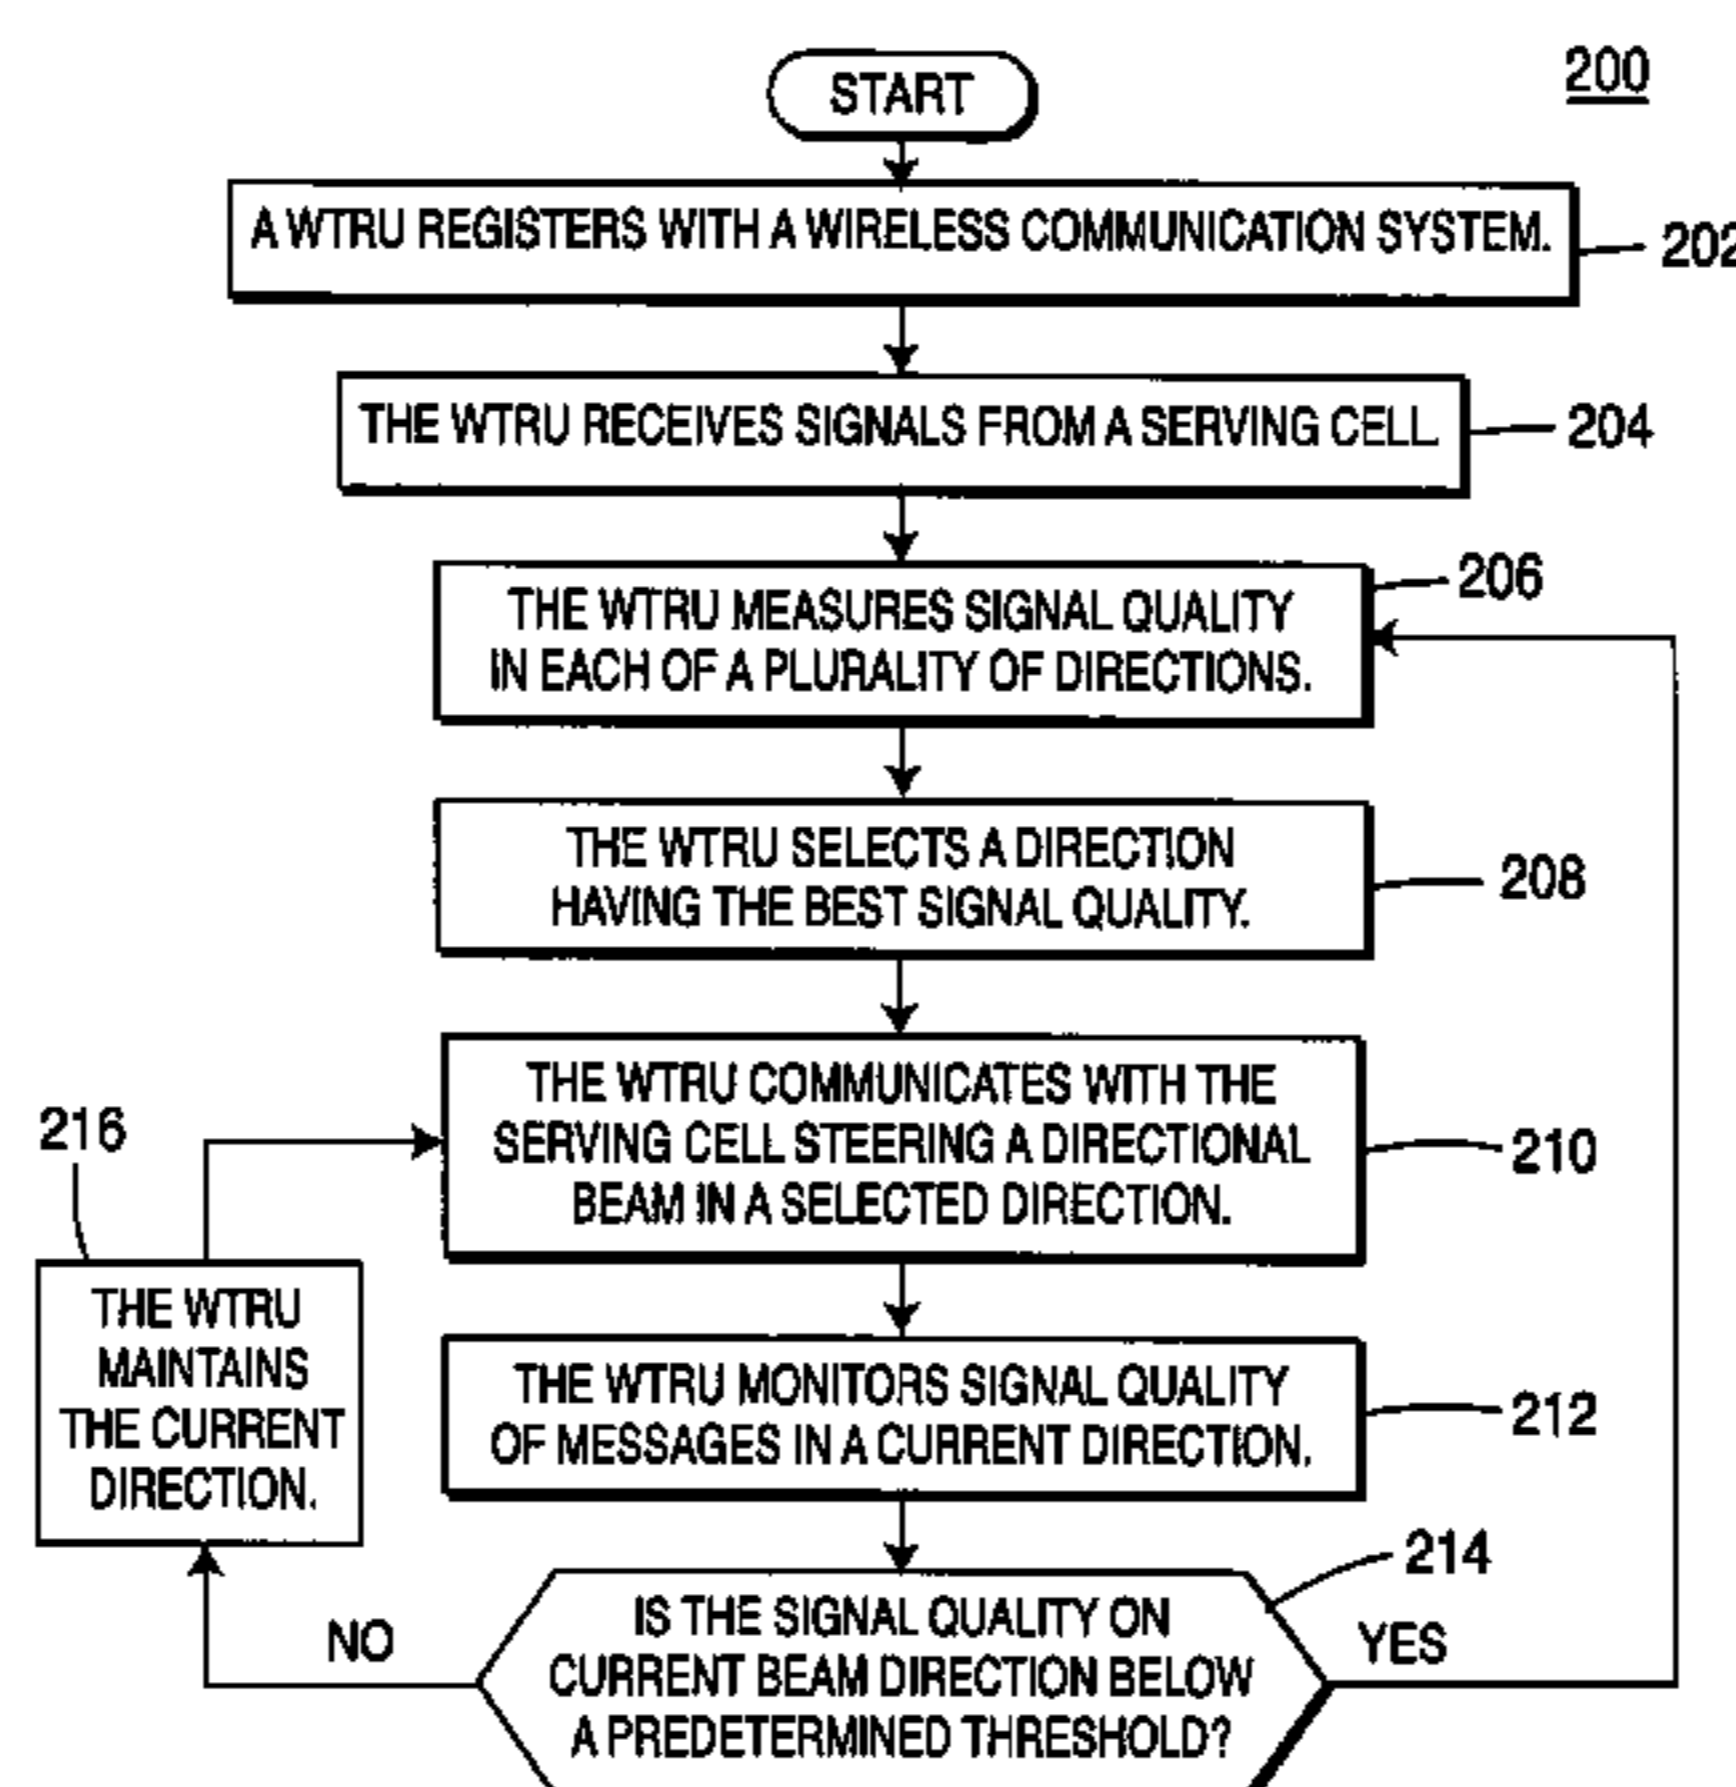 START
200
A WTRU REGISTERS WITH A WIRELESS COMMUNICATION SYSTEM.
202
THE WTRU RECEIVES SIGNALS FROM A SERVING CELL.
204
THE WTRU MEASURES SIGNAL QUALITY
IN EACH OF A PLURALITY OF DIRECTIONS.
206
THE WTRU SELECTS A DIRECTION
HAVING THE BEST SIGNAL QUALITY.
208
THE WTRU COMMUNICATES WITH THE
SERVING CELL STEERING A DIRECTIONAL
BEAM IN A SELECTED DIRECTION.
210
216
THE WTRU
MAINTAINS
THE CURRENT
DIRECTION.
THE WTRU MONITORS SIGNAL QUALITY
OF MESSAGES IN A CURRENT DIRECTION.
212
214
IS THE SIGNAL QUALITY ON
CURRENT BEAM DIRECTION BELOW
A PREDETERMINED THRESHOLD?
NO
YES